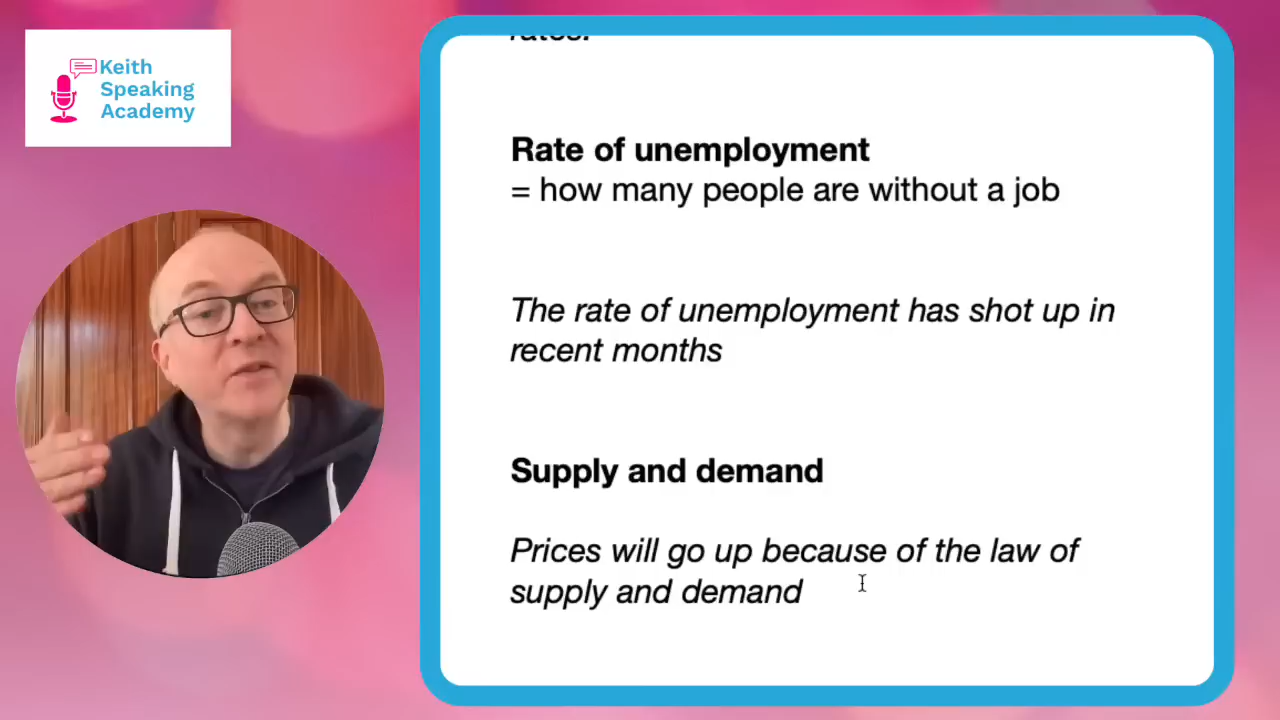 Keith
Speaking
Academy
rates.
Rate of unemployment
= how many people are without a job
The rate of unemployment has shot up in
recent months
Supply and demand
Prices will go up because of the law of
supply and demand